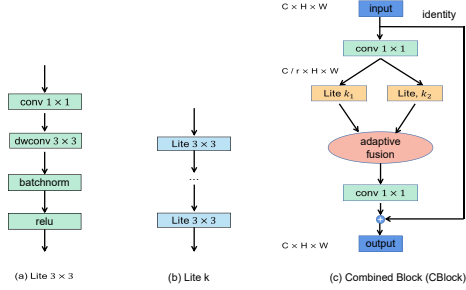 C × H × W
input
identity
conv 1 × 1
C / r × H × W
Lite k₁
Lite, k₂
adaptive
fusion
conv 1 × 1
+
C × H × W
output
(c) Combined Block (CBlock)
conv 1 × 1
dwconv 3 × 3
batchnorm
relu
(a) Lite 3 × 3
Lite 3 × 3
...
Lite 3 × 3
(b) Lite k